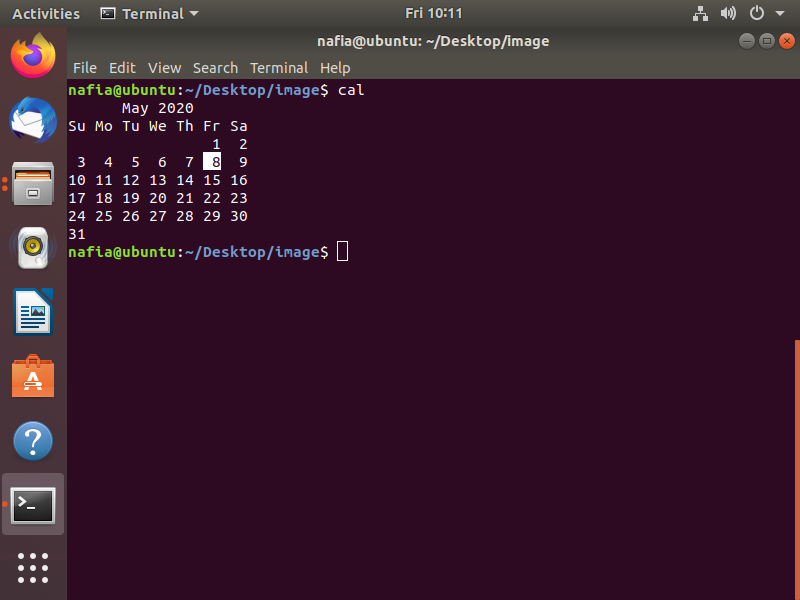 Activities Terminal Fri 10:11
nafia@ubuntu: ~/Desktop/image
File Edit View Search Terminal Help
nafia@ubuntu:~/Desktop/image$ cal
      May 2020
Su Mo Tu We Th Fr Sa
                1  2
 3  4  5  6  7  8  9
10 11 12 13 14 15 16
17 18 19 20 21 22 23
24 25 26 27 28 29 30
31
nafia@ubuntu:~/Desktop/image$